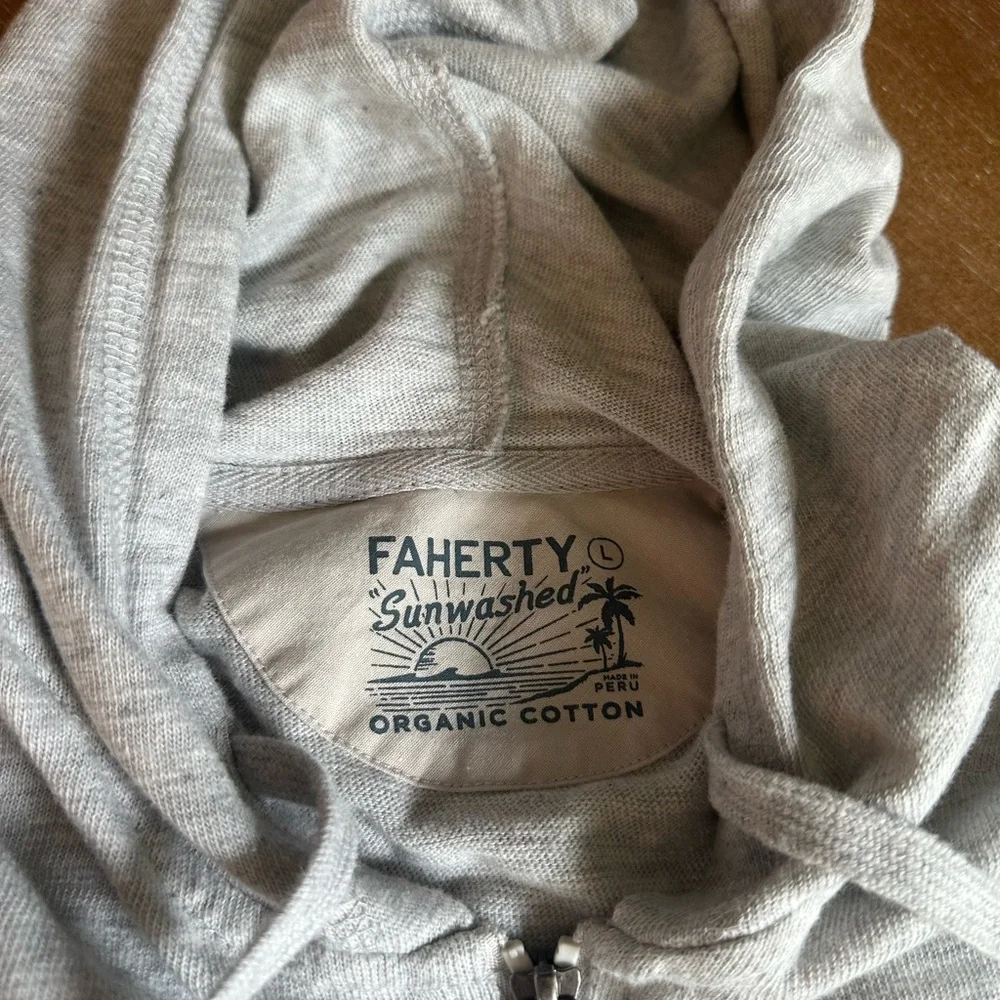 FAHERTY L
"Sunwashed"
MADE IN
PERU
ORGANIC COTTON